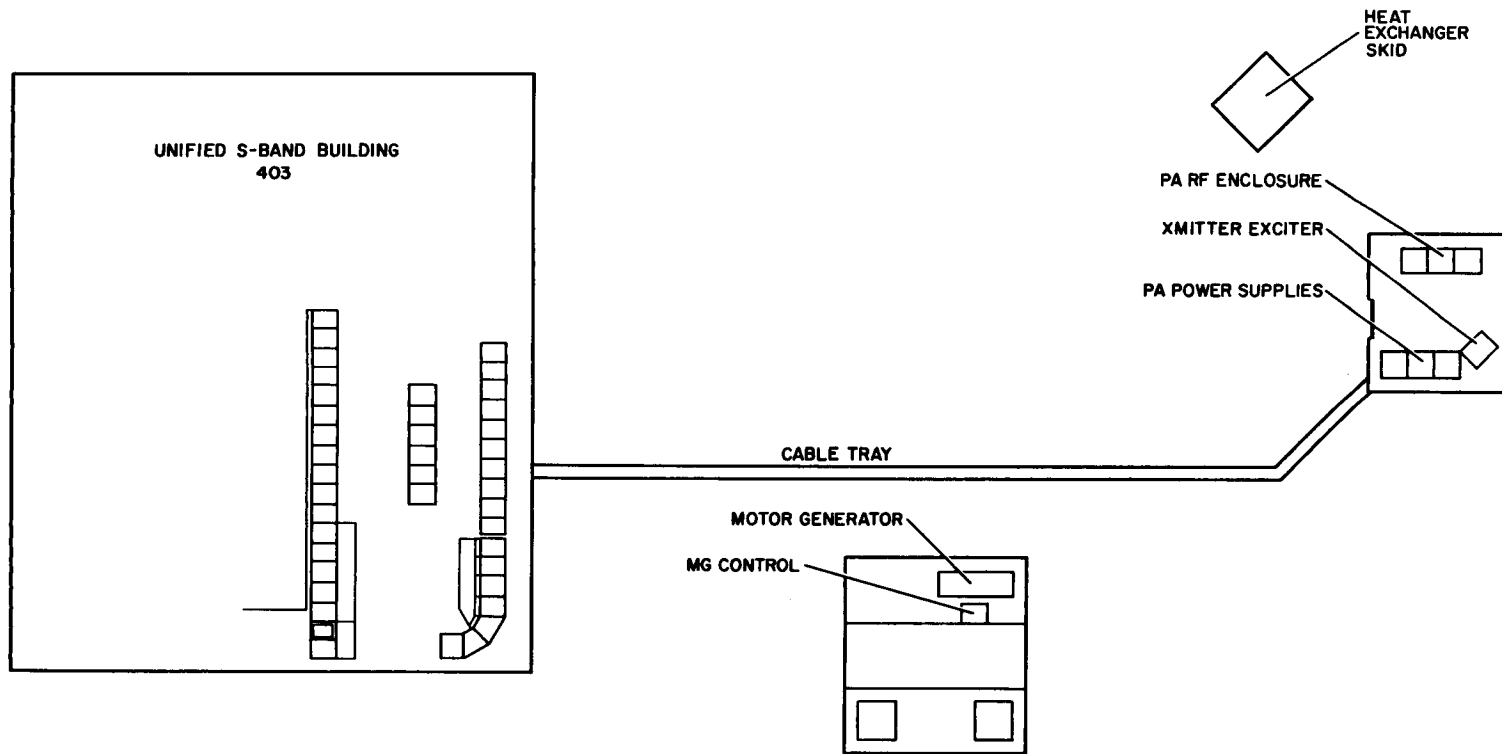 HEAT
EXCHANGER
SKID
UNIFIED S-BAND BUILDING
403
PA RF ENCLOSURE
XMITTER EXCITER
PA POWER SUPPLIES
CABLE TRAY
MOTOR GENERATOR
MG CONTROL